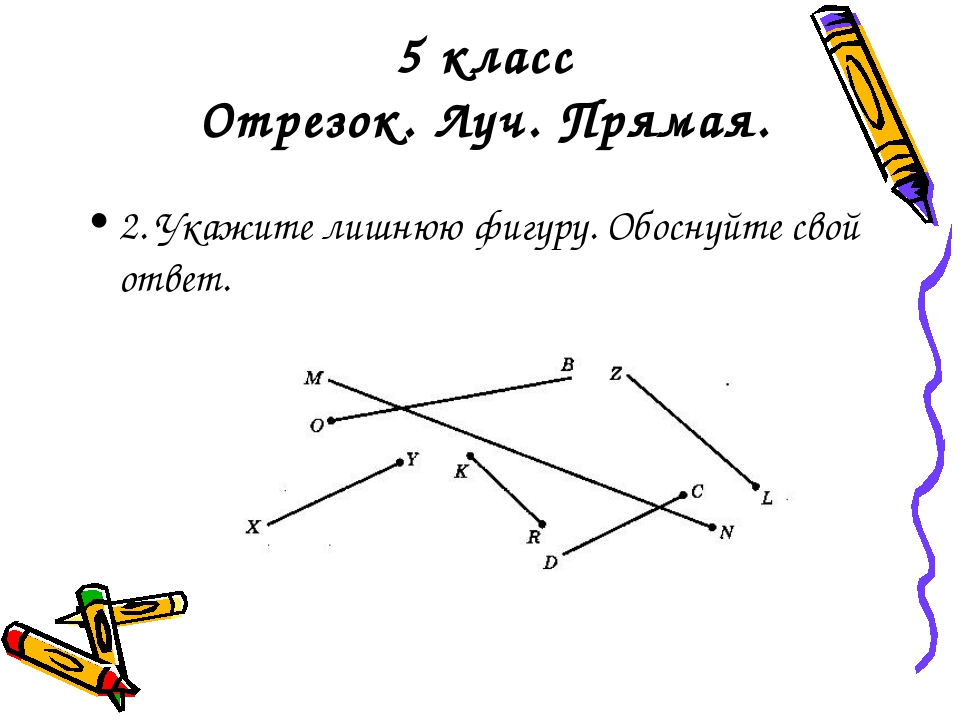 5 класс
Отрезок. Луч. Прямая.
• 2. Укажите лишнюю фигуру. Обоснуйте свой
ответ.
M
B
Z
O
Y
K
C
L
X
R
N
D